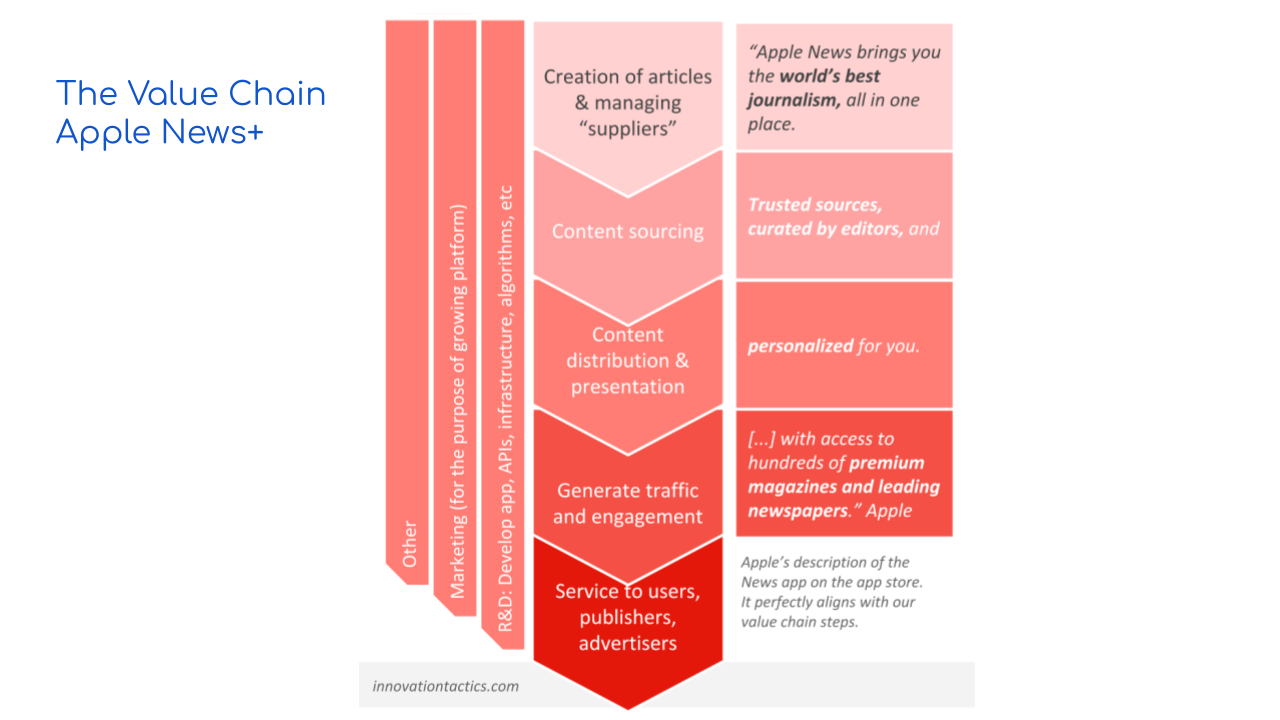 The Value Chain
Apple News+
Other
Marketing (for the purpose of growing platform)
R&D: Develop app, APIs, infrastructure, algorithms, etc
Creation of articles
& managing
“suppliers”
“Apple News brings you
the world’s best
journalism, all in one
place.
Content sourcing
Trusted sources,
curated by editors, and
Content
distribution &
presentation
personalized for you.
Generate traffic
and engagement
[...] with access to
hundreds of premium
magazines and leading
newspapers.” Apple
Service to users,
publishers,
advertisers
Apple’s description of the
News app on the app store.
It perfectly aligns with our
value chain steps.
innovationtactics.com